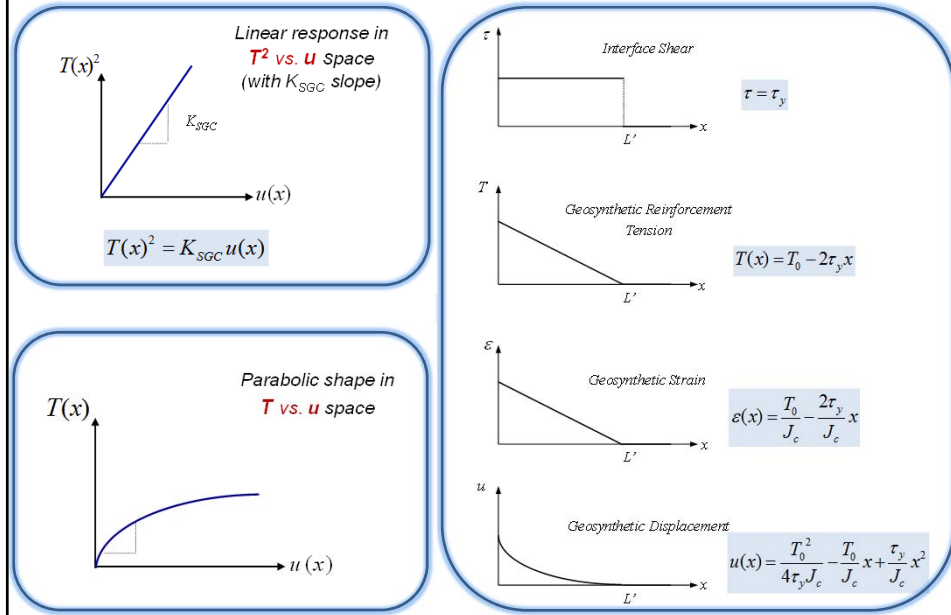 Linear response in
T² vs. u space
(with K_SGC slope)
T(x)²
K_SGC
u(x)
T(x)² = K_SGC u(x)
Parabolic shape in
T vs. u space
T(x)
u(x)
τ
Interface Shear
τ = τ_y
x
L'
T
Geosynthetic Reinforcement
Tension
T(x) = T₀ − 2τ_y x
x
L'
ε
Geosynthetic Strain
ε(x) = T₀/J_c − (2τ_y/J_c) x
x
L'
u
Geosynthetic Displacement
u(x) = T₀²/(4τ_y J_c) − (T₀/J_c) x + (τ_y/J_c) x²
x
L'